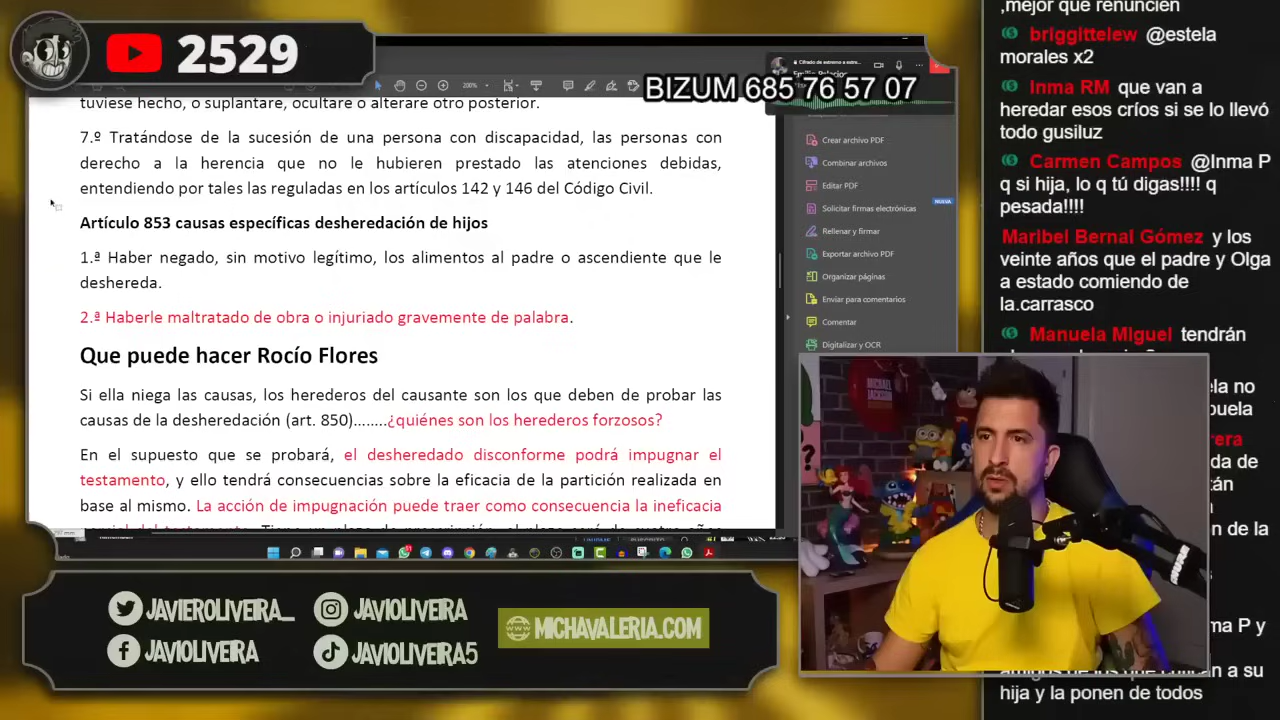 2529
BIZUM 685 76 57 07
tuviese hecho, o suplantare, ocultare o alterare otro posterior.
7.º Tratándose de la sucesión de una persona con discapacidad, las personas con
derecho a la herencia que no le hubieren prestado las atenciones debidas,
entendiendo por tales las reguladas en los artículos 142 y 146 del Código Civil.
Artículo 853 causas específicas desheredación de hijos
1.ª Haber negado, sin motivo legítimo, los alimentos al padre o ascendiente que le
deshereda.
2.ª Haberle maltratado de obra o injuriado gravemente de palabra.
Que puede hacer Rocío Flores
Si ella niega las causas, los herederos del causante son los que deben de probar las
causas de la desheredación (art. 850)........¿quiénes son los herederos forzosos?
En el supuesto que se probará, el desheredado disconforme podrá impugnar el
testamento, y ello tendrá consecuencias sobre la eficacia de la partición realizada en
base al mismo. La acción de impugnación puede traer como consecuencia la ineficacia
200%
Crear archivo PDF
Combinar archivos
Editar PDF
Solicitar firmas electrónicas
NUEVA
Rellenar y firmar
Exportar archivo PDF
Organizar páginas
Enviar para comentarios
Comentar
Digitalizar y OCR
,mejor que renuncien
briggittelew @estela
morales x2
Inma RM que van a
heredar esos críos si se lo llevó
todo gusiluz
Carmen Campos @Inma P
q si hija, lo q tú digas!!!! q
pesada!!!!
Maribel Bernal Gómez y los
veinte años que el padre y Olga
a estado comiendo de
la.carrasco
Manuela MIguel tendrán
hija y la ponen de todos
JAVIEROLIVEIRA_
JAVIOLIVEIRA
JAVIOLIVEIRA
JAVIOLIVEIRA5
MICHAVALERIA.COM